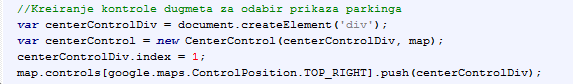 //Kreiranje kontrole dugmeta za odabir prikaza parkinga
var centerControlDiv = document.createElement('div');
var centerControl = new CenterControl(centerControlDiv, map);
centerControlDiv.index = 1;
map.controls[google.maps.ControlPosition.TOP_RIGHT].push(centerControlDiv);